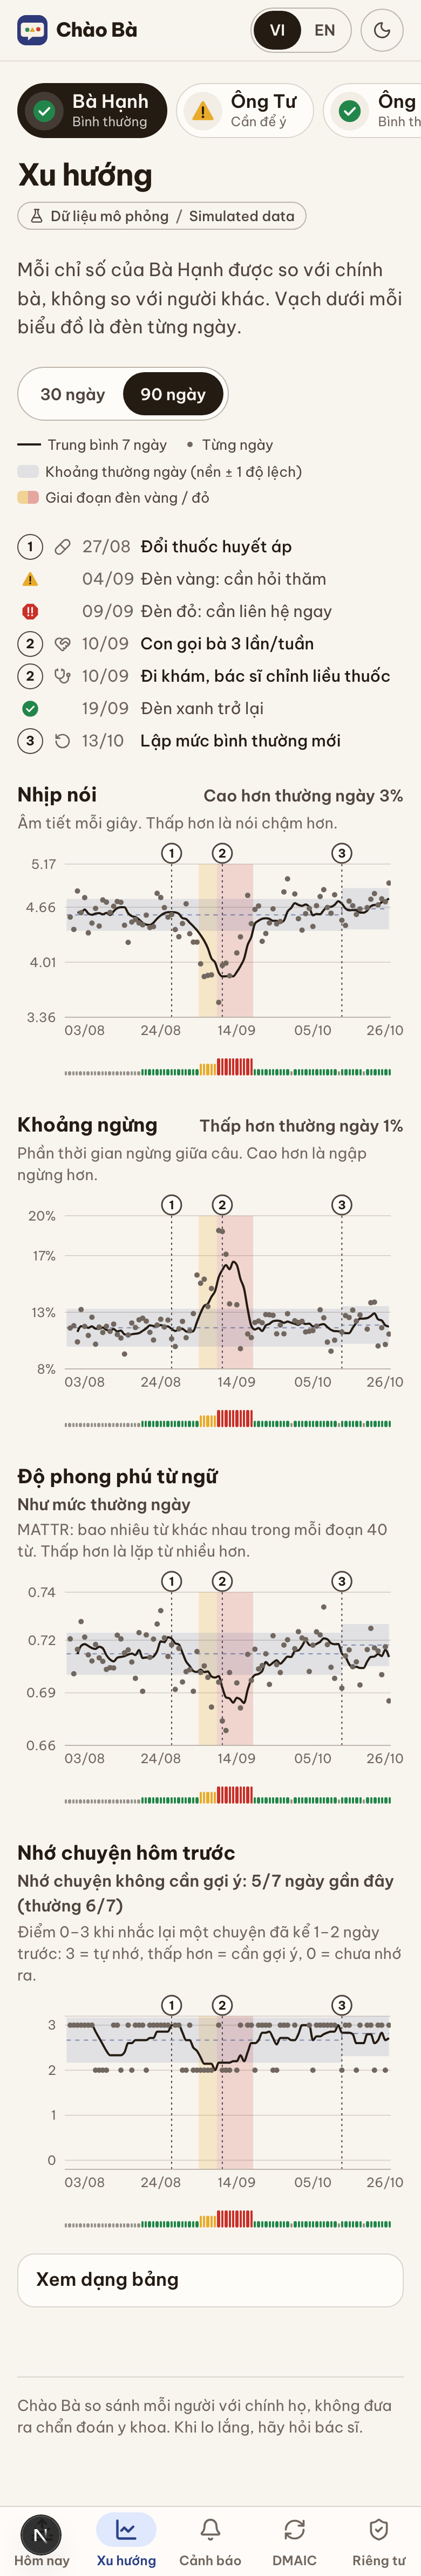 Chào Bà
VI EN
Bà Hạnh
Bình thường
Ông Tư
Cần để ý
Ông
Bình th
Xu hướng
Dữ liệu mô phỏng / Simulated data
Mỗi chỉ số của Bà Hạnh được so với chính
bà, không so với người khác. Vạch dưới mỗi
biểu đồ là đèn từng ngày.
30 ngày 90 ngày
Trung bình 7 ngày Từng ngày
Khoảng thường ngày (nền ± 1 độ lệch)
Giai đoạn đèn vàng / đỏ
1 27/08 Đổi thuốc huyết áp
04/09 Đèn vàng: cần hỏi thăm
09/09 Đèn đỏ: cần liên hệ ngay
2 10/09 Con gọi bà 3 lần/tuần
2 10/09 Đi khám, bác sĩ chỉnh liều thuốc
19/09 Đèn xanh trở lại
3 13/10 Lập mức bình thường mới
Nhịp nói Cao hơn thường ngày 3%
Âm tiết mỗi giây. Thấp hơn là nói chậm hơn.
1 2 3
5.17
4.66
4.01
3.36
03/08 24/08 14/09 05/10 26/10
Khoảng ngừng Thấp hơn thường ngày 1%
Phần thời gian ngừng giữa câu. Cao hơn là ngập
ngừng hơn.
1 2 3
20%
17%
13%
8%
03/08 24/08 14/09 05/10 26/10
Độ phong phú từ ngữ
Như mức thường ngày
MATTR: bao nhiêu từ khác nhau trong mỗi đoạn 40
từ. Thấp hơn là lặp từ nhiều hơn.
1 2 3
0.74
0.72
0.69
0.66
03/08 24/08 14/09 05/10 26/10
Nhớ chuyện hôm trước
Nhớ chuyện không cần gợi ý: 5/7 ngày gần đây
(thường 6/7)
Điểm 0–3 khi nhắc lại một chuyện đã kể 1–2 ngày
trước: 3 = tự nhớ, thấp hơn = cần gợi ý, 0 = chưa nhớ
ra.
1 2 3
3
2
1
0
03/08 24/08 14/09 05/10 26/10
Xem dạng bảng
Chào Bà so sánh mỗi người với chính họ, không đưa
ra chẩn đoán y khoa. Khi lo lắng, hãy hỏi bác sĩ.
N
Hôm nay Xu hướng Cảnh báo DMAIC Riêng tư